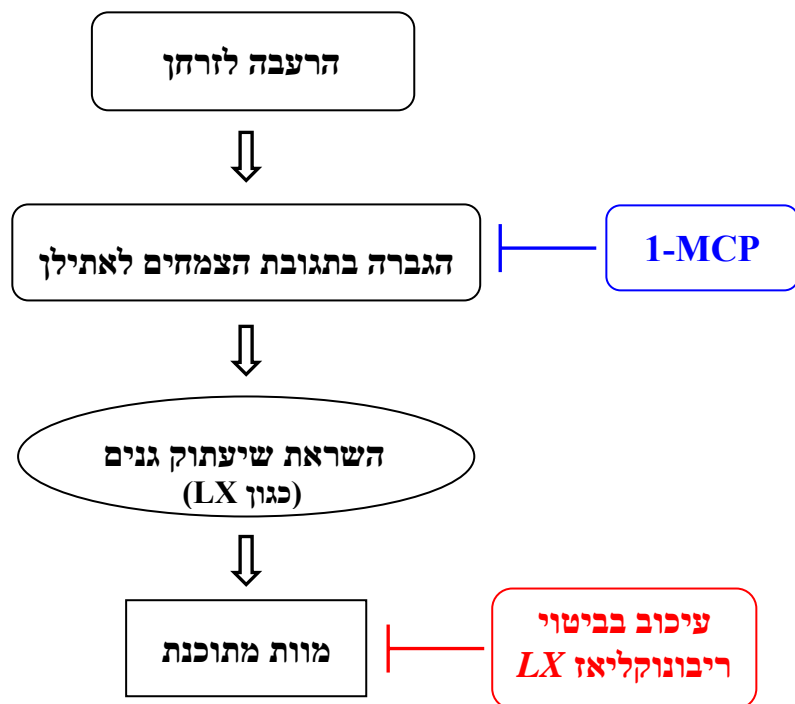 הרעבה לזרחן
הגברה בתגובת הצמחים לאתילן
1-MCP
השראת שיעתוק גנים
(כגון LX)
מוות מתוכנת
עיכוב בביטוי
ריבונוקליאז LX